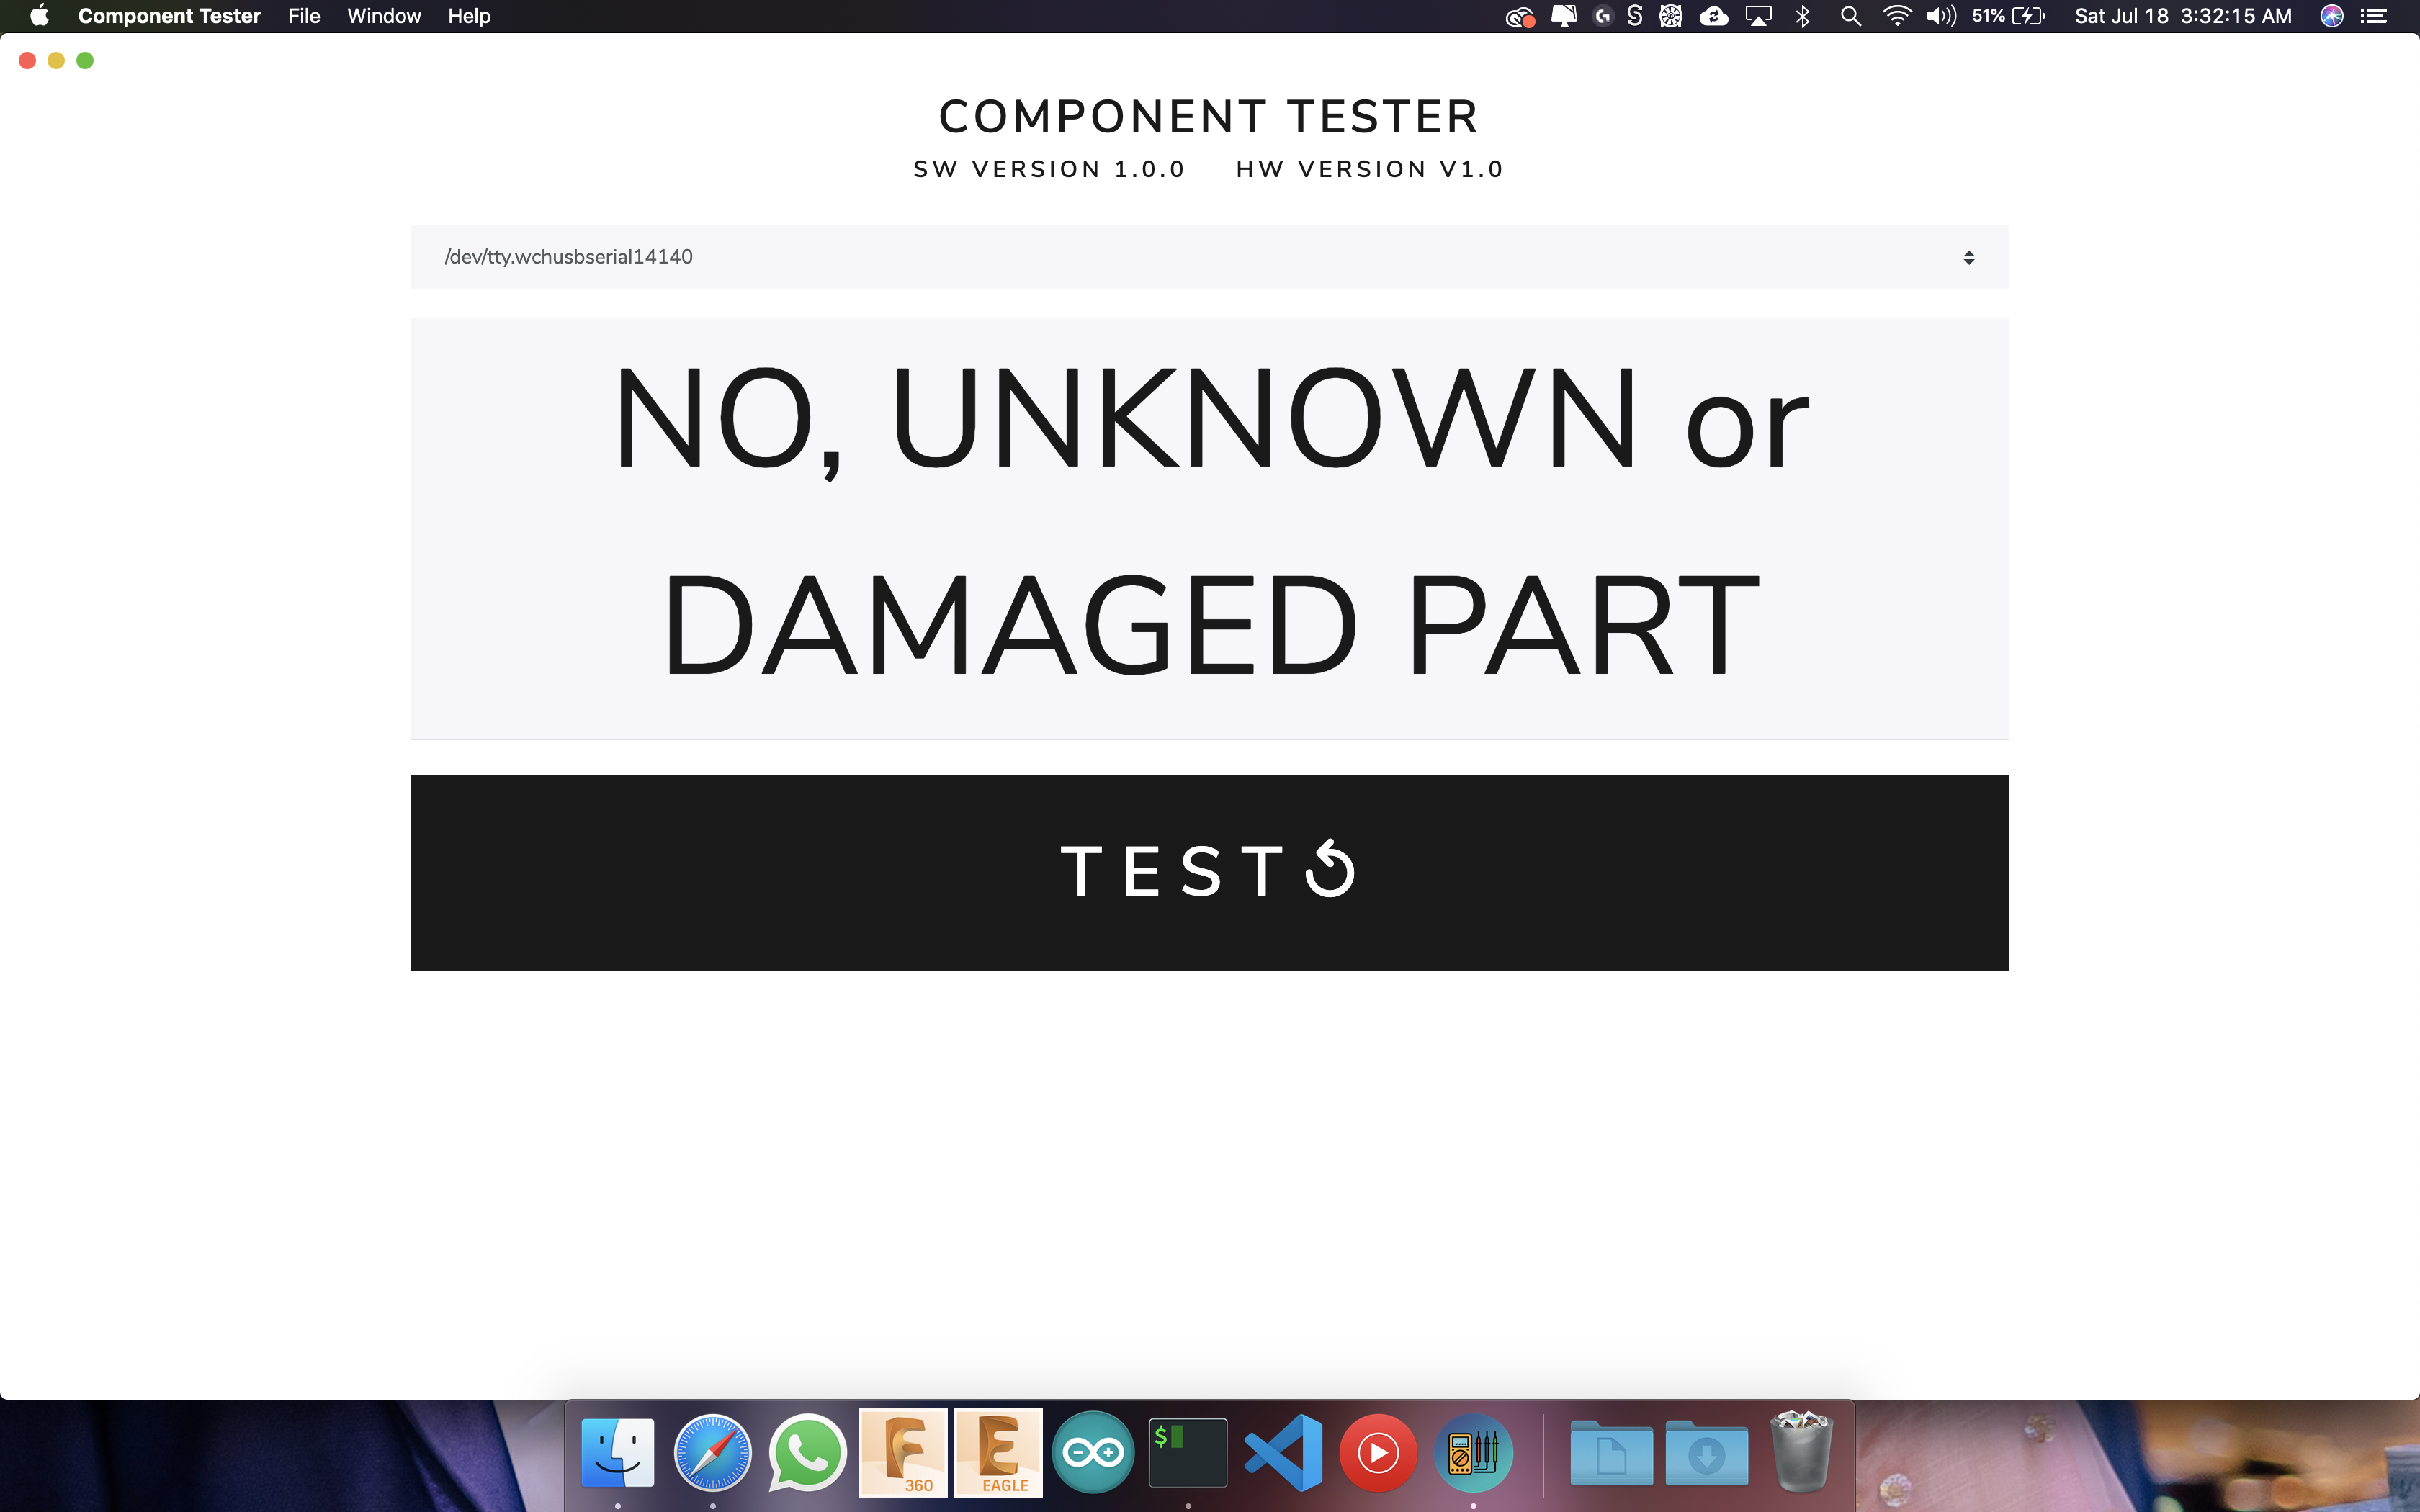 Component Tester File Window Help 51% Sat Jul 18 3:32:15 AM
COMPONENT TESTER
SW VERSION 1.0.0 HW VERSION V1.0
/dev/tty.wchusbserial14140
NO, UNKNOWN or
DAMAGED PART
TEST
$
360
EAGLE